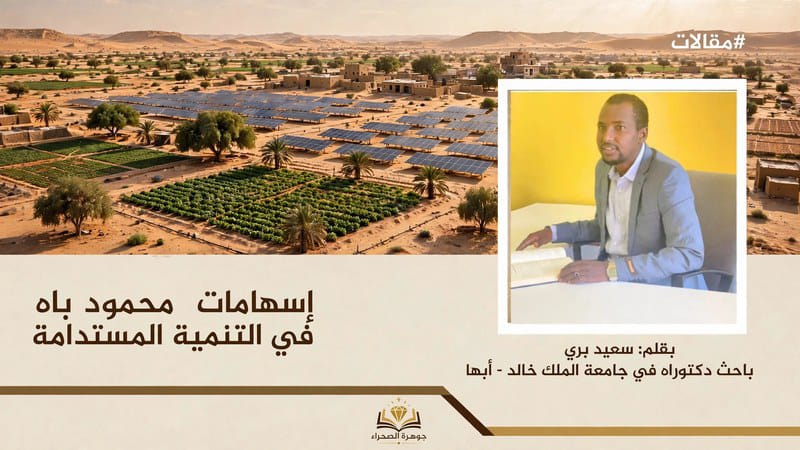 #مقالات
إسهامات محمود باه
في التنمية المستدامة
بقلم: سعيد بري
باحث دكتوراه في جامعة الملك خالد - أبها
جوهرة الصحراء